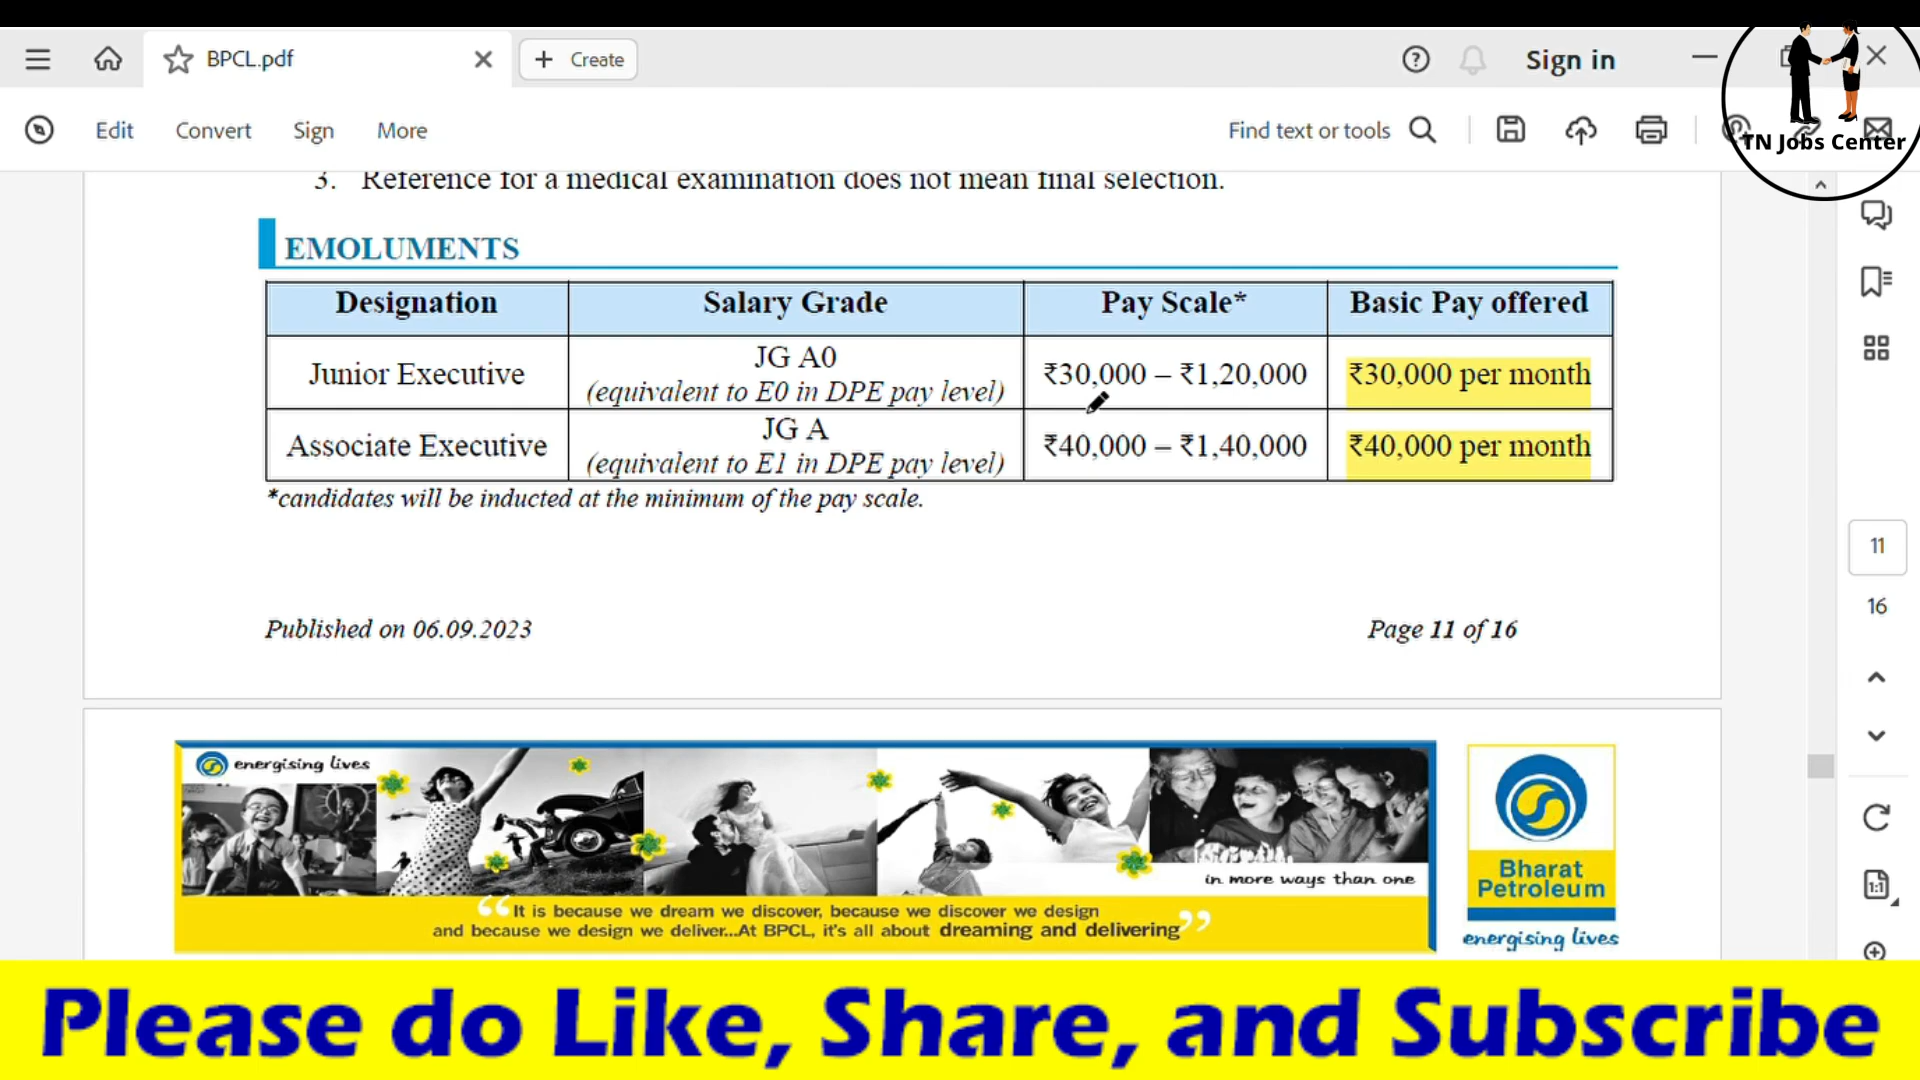 BPCL.pdf
Create
Sign in
Edit Convert Sign More
Find text or tools
TN Jobs Center
3. Reference for a medical examination does not mean final selection.
EMOLUMENTS
Designation Salary Grade Pay Scale* Basic Pay offered
Junior Executive JG A0 (equivalent to E0 in DPE pay level) ₹30,000 – ₹1,20,000 ₹30,000 per month
Associate Executive JG A (equivalent to E1 in DPE pay level) ₹40,000 – ₹1,40,000 ₹40,000 per month
*candidates will be inducted at the minimum of the pay scale.
11
16
Published on 06.09.2023 Page 11 of 16
energising lives
in more ways than one
“It is because we dream we discover, because we discover we design
and because we design we deliver...At BPCL, it's all about dreaming and delivering”
Bharat
Petroleum
energising lives
1:1
Please do Like, Share, and Subscribe